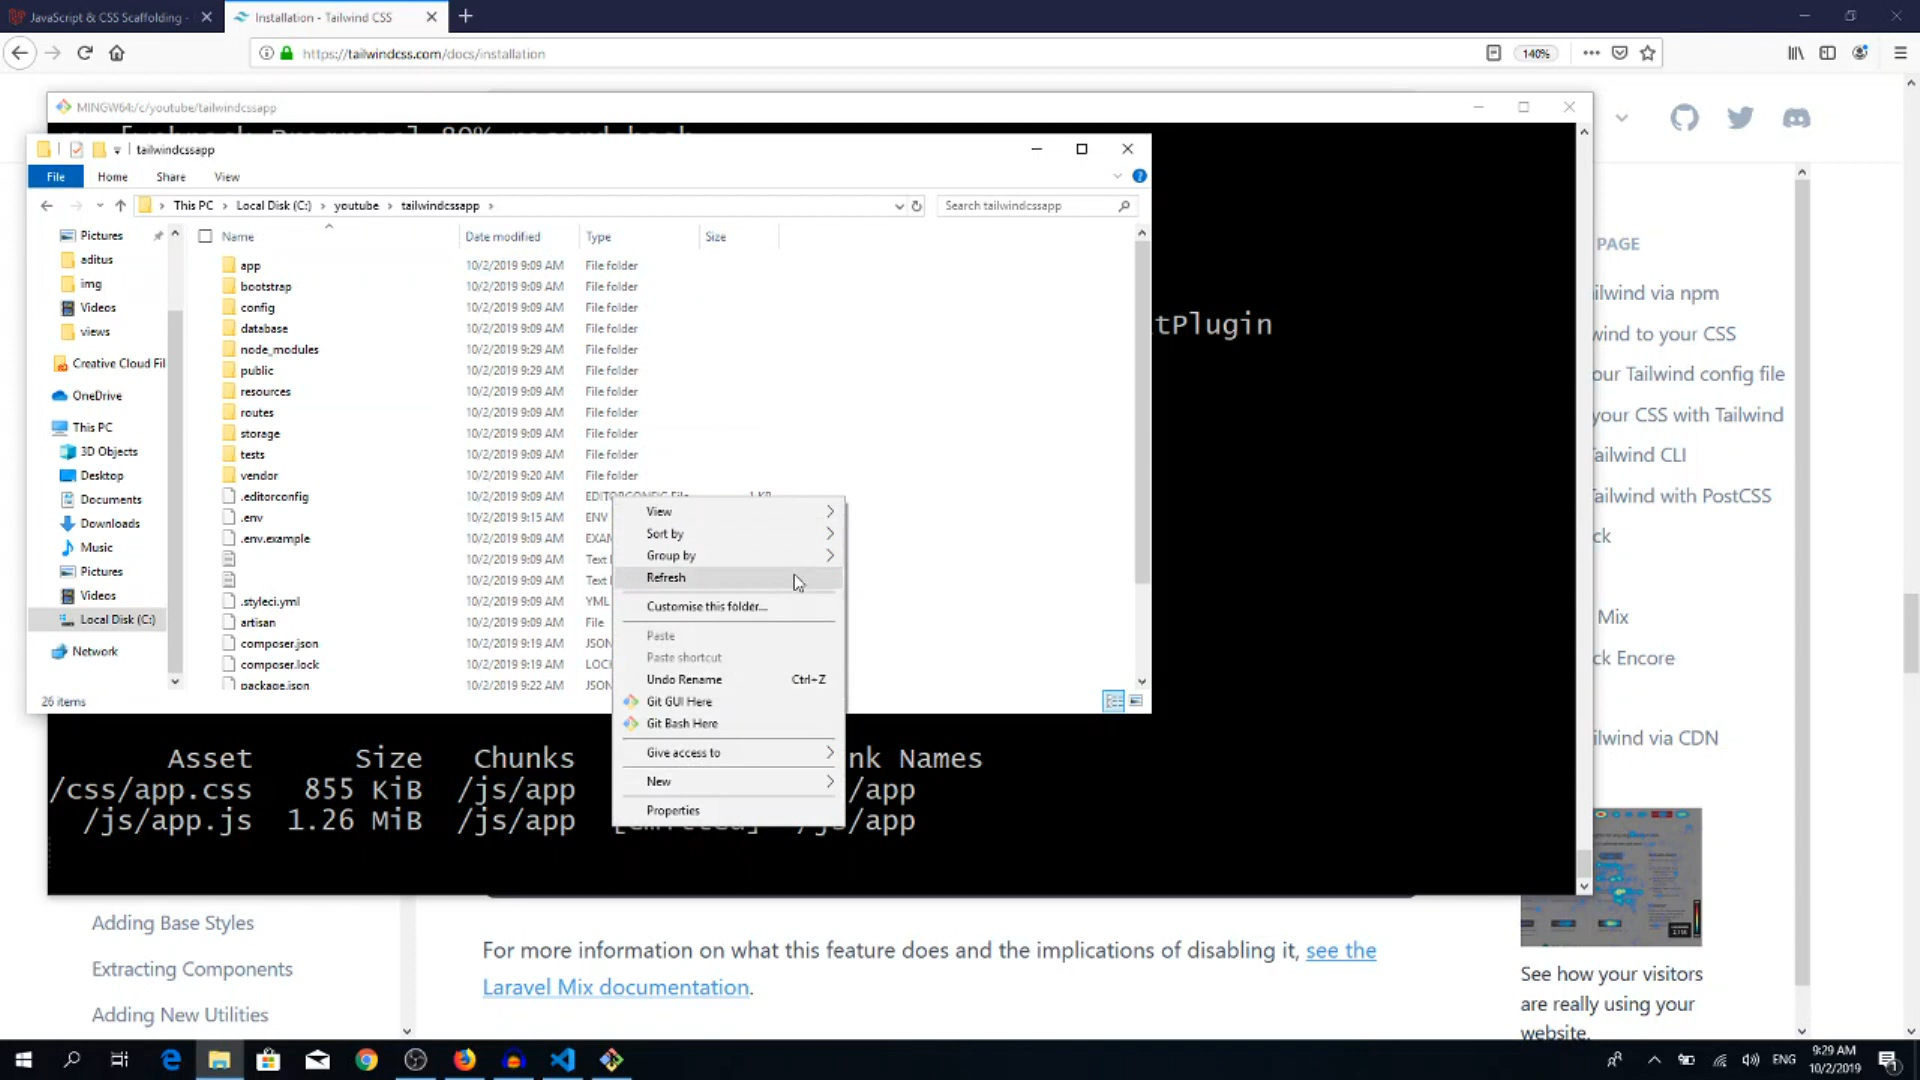 JavaScript & CSS Scaffolding -
Installation - Tailwind CSS
https://tailwindcss.com/docs/installation
140%
MINGW64:/c/youtube/tailwindcssapp
tailwindcssapp
File
Home
Share
View
This PC
Local Disk (C:)
youtube
tailwindcssapp
Search tailwindcssapp
Pictures
aditus
img
Videos
views
Creative Cloud Fil
OneDrive
This PC
3D Objects
Desktop
Documents
Downloads
Music
Pictures
Videos
Local Disk (C:)
Network
Name Date modified Type Size
app 10/2/2019 9:09 AM File folder
bootstrap 10/2/2019 9:09 AM File folder
config 10/2/2019 9:09 AM File folder
database 10/2/2019 9:09 AM File folder
node_modules 10/2/2019 9:29 AM File folder
public 10/2/2019 9:29 AM File folder
resources 10/2/2019 9:09 AM File folder
routes 10/2/2019 9:09 AM File folder
storage 10/2/2019 9:09 AM File folder
tests 10/2/2019 9:09 AM File folder
vendor 10/2/2019 9:20 AM File folder
.editorconfig 10/2/2019 9:09 AM EDITORCONFIG File 1 KB
.env 10/2/2019 9:15 AM ENV
.env.example 10/2/2019 9:09 AM EXAM
10/2/2019 9:09 AM Text
10/2/2019 9:09 AM Text
.styleci.yml 10/2/2019 9:09 AM YML
artisan 10/2/2019 9:09 AM File
composer.json 10/2/2019 9:19 AM JSON
composer.lock 10/2/2019 9:19 AM LOC
package.json 10/2/2019 9:22 AM JSON
26 items
View
Sort by
Group by
Refresh
Customise this folder...
Paste
Paste shortcut
Undo Rename Ctrl+Z
Git GUI Here
Git Bash Here
Give access to
New
Properties
tPlugin
Asset Size Chunks nk Names
/css/app.css 855 KiB /js/app /app
/js/app.js 1.26 MiB /js/app [emitted] /js/app
PAGE
ilwind via npm
wind to your CSS
our Tailwind config file
your CSS with Tailwind
Tailwind CLI
Tailwind with PostCSS
ck
Mix
ck Encore
ilwind via CDN
See how your visitors
are really using your
website.
Adding Base Styles
Extracting Components
Adding New Utilities
For more information on what this feature does and the implications of disabling it, see the
Laravel Mix documentation.
ENG
9:29 AM
10/2/2019